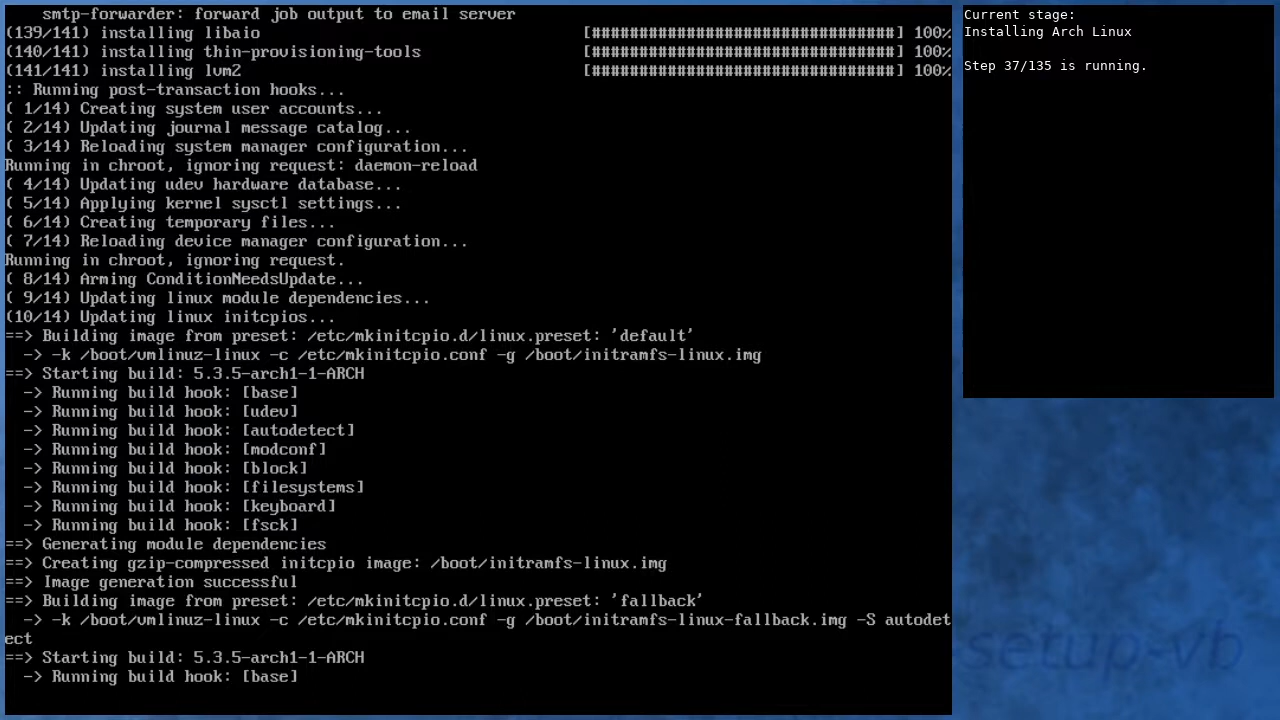 smtp-forwarder: forward job output to email server
(139/141) installing libaio [################################] 100%
(140/141) installing thin-provisioning-tools [################################] 100%
(141/141) installing lvm2 [################################] 100%
:: Running post-transaction hooks...
( 1/14) Creating system user accounts...
( 2/14) Updating journal message catalog...
( 3/14) Reloading system manager configuration...
Running in chroot, ignoring request: daemon-reload
( 4/14) Updating udev hardware database...
( 5/14) Applying kernel sysctl settings...
( 6/14) Creating temporary files...
( 7/14) Reloading device manager configuration...
Running in chroot, ignoring request.
( 8/14) Arming ConditionNeedsUpdate...
( 9/14) Updating linux module dependencies...
(10/14) Updating linux initcpios...
==> Building image from preset: /etc/mkinitcpio.d/linux.preset: 'default'
-> -k /boot/vmlinuz-linux -c /etc/mkinitcpio.conf -g /boot/initramfs-linux.img
==> Starting build: 5.3.5-arch1-1-ARCH
-> Running build hook: [base]
-> Running build hook: [udev]
-> Running build hook: [autodetect]
-> Running build hook: [modconf]
-> Running build hook: [block]
-> Running build hook: [filesystems]
-> Running build hook: [keyboard]
-> Running build hook: [fsck]
==> Generating module dependencies
==> Creating gzip-compressed initcpio image: /boot/initramfs-linux.img
==> Image generation successful
==> Building image from preset: /etc/mkinitcpio.d/linux.preset: 'fallback'
-> -k /boot/vmlinuz-linux -c /etc/mkinitcpio.conf -g /boot/initramfs-linux-fallback.img -S autodet
ect
==> Starting build: 5.3.5-arch1-1-ARCH
-> Running build hook: [base]
Current stage:
Installing Arch Linux
Step 37/135 is running.
setup-vb